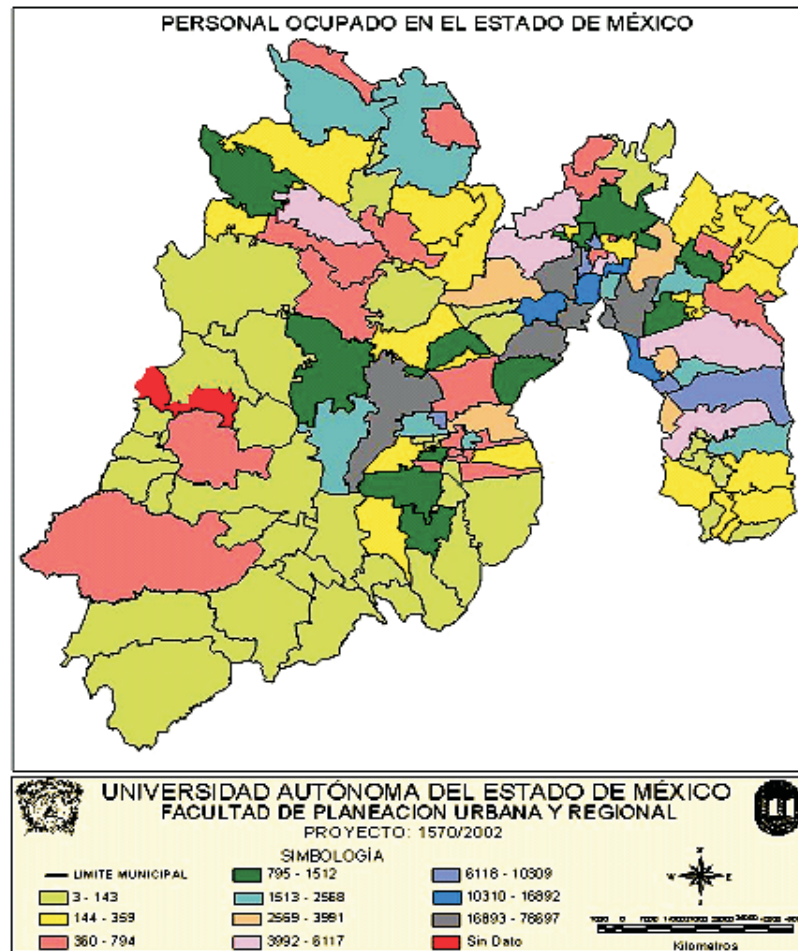 PERSONAL OCUPADO EN EL ESTADO DE MÉXICO
UNIVERSIDAD AUTÓNOMA DEL ESTADO DE MÉXICO
FACULTAD DE PLANEACION URBANA Y REGIONAL
PROYECTO: 1570/2002
SIMBOLOGÍA
LIMITE MUNICIPAL
3 - 143
144 - 359
360 - 794
795 - 1512
1513 - 2568
2569 - 3991
3992 - 6117
6118 - 10309
10310 - 16892
16893 - 78697
Sin Dato
N
W
E
S
Kilometros